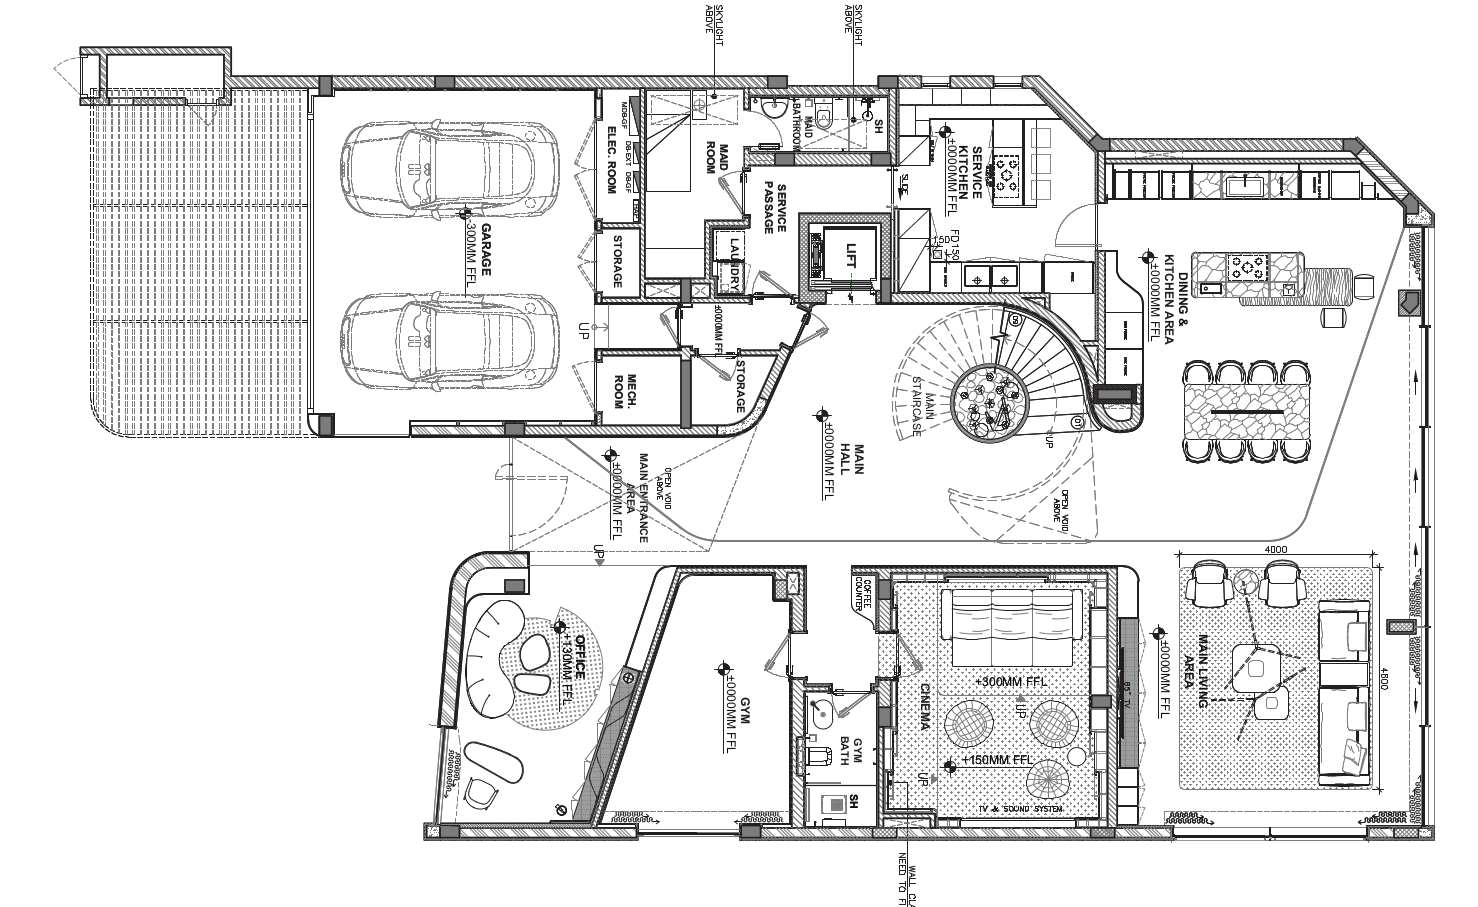 SKYLIGHT
ABOVE
SKYLIGHT
ABOVE
MDB-GF
DB-EXT
DB-GF
ELEC. ROOM
MAID
ROOM
MAID
BATHROOM
SH
SERVICE
PASSAGE
SERVICE
KITCHEN
±0000MM FFL
FD150
LIFT
LAUNDRY
STORAGE
GARAGE
-300MM FFL
UP
±0000MM FFL
MECH.
ROOM
STORAGE
DINING &
KITCHEN AREA
±0000MM FFL
MAIN
STAIRCASE
UP
MAIN
HALL
±0000MM FFL
OPEN VOID
ABOVE
OPEN VOID
ABOVE
MAIN ENTRANCE
AREA
±0000MM FFL
UP
OFFICE
+130MM FFL
GYM
±0000MM FFL
COFFEE
COUNTER
GYM
BATH
SH
CINEMA
+300MM FFL
UP
+150MM FFL
UP
TV & SOUND SYSTEM
85" TV
±0000MM FFL
MAIN LIVING
AREA
4000
4800
WALL CLA
NEED TO FI